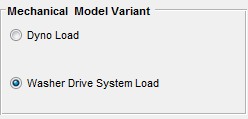 Mechanical Model Variant
Dyno Load
Washer Drive System Load